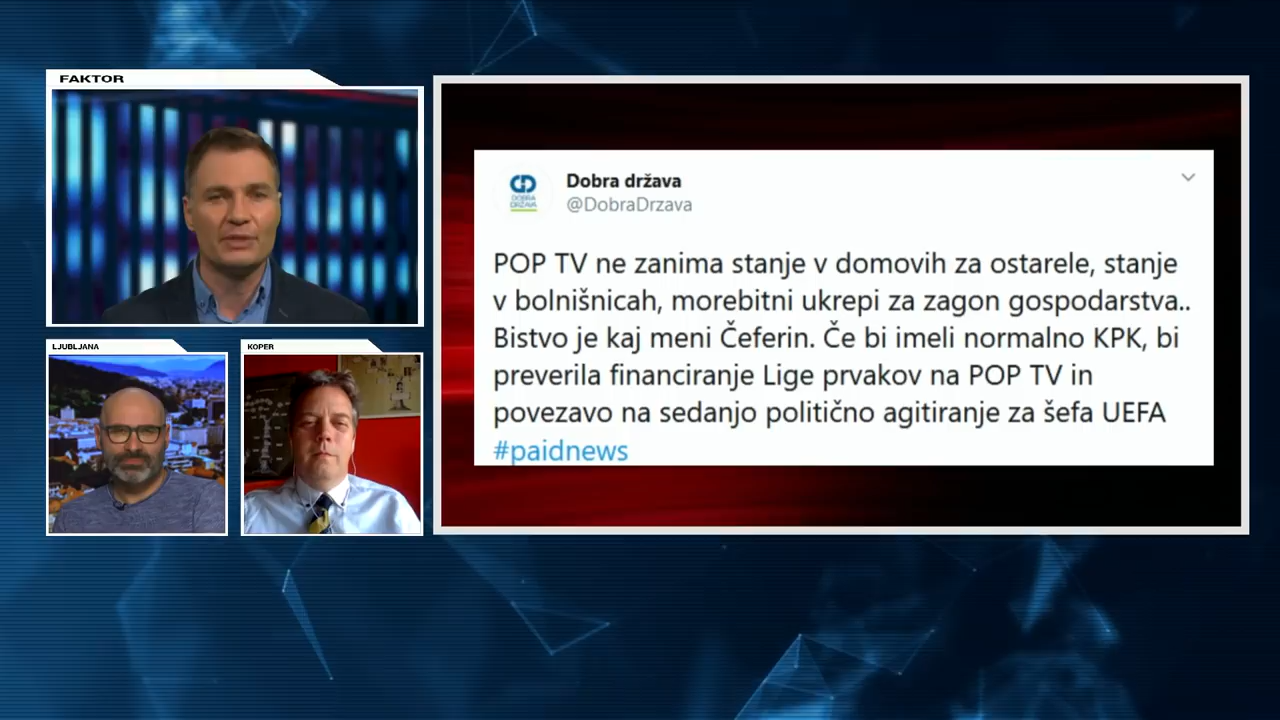 FAKTOR
LJUBLJANA
KOPER
DOBRA
DRŽAVA
Dobra država
@DobraDrzava
POP TV ne zanima stanje v domovih za ostarele, stanje
v bolnišnicah, morebitni ukrepi za zagon gospodarstva..
Bistvo je kaj meni Čeferin. Če bi imeli normalno KPK, bi
preverila financiranje Lige prvakov na POP TV in
povezavo na sedanjo politično agitiranje za šefa UEFA
#paidnews